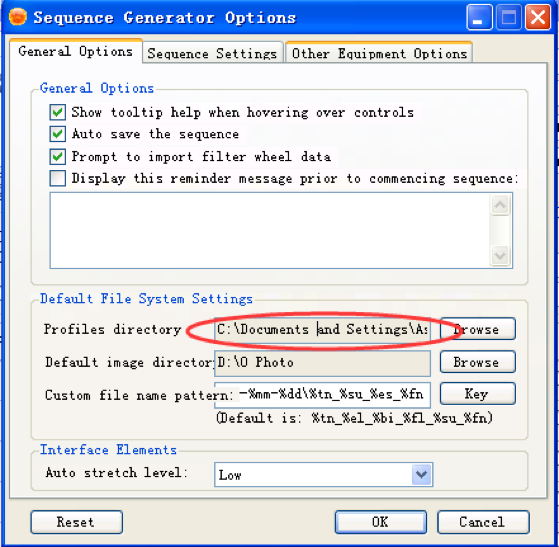 Sequence Generator Options
General Options Sequence Settings Other Equipment Options
General Options
Show tooltip help when hovering over controls
Auto save the sequence
Prompt to import filter wheel data
Display this reminder message prior to commencing sequence:
Default File System Settings
Profiles directory C:\Documents and Settings\As Browse
Default image director D:\O Photo Browse
Custom file name pattern: -%mm-%dd\%tn_%su_%es_%fn Key
(Default is: %tn_%el_%bi_%fl_%su_%fn)
Interface Elements
Auto stretch level: Low
Reset OK Cancel